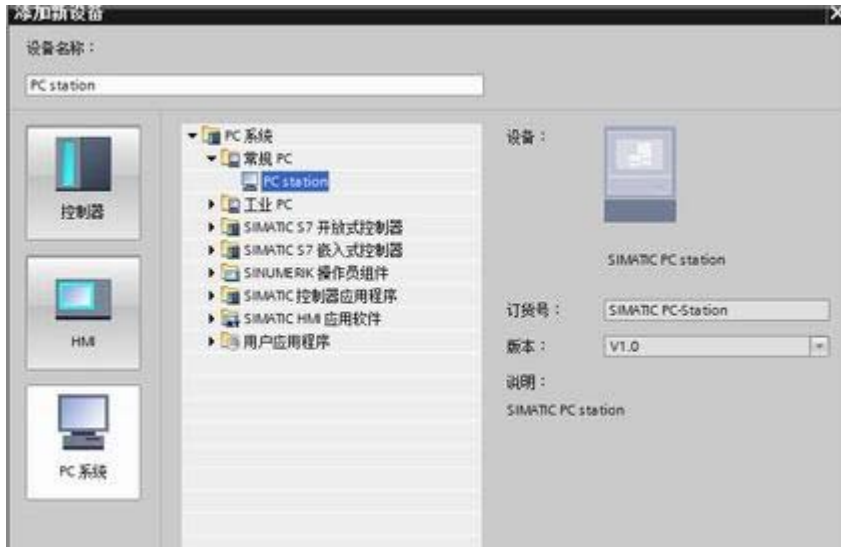 添加新设备
设备名称：
PC station
控制器
HMI
PC 系统
PC 系统
常规 PC
PC station
工业 PC
SIMATIC S7 开放式控制器
SIMATIC S7 嵌入式控制器
SINUMERIK 操作员组件
SIMATIC 控制器应用程序
SIMATIC HMI 应用软件
用户应用程序
设备：
SIMATIC PC station
订货号：
SIMATIC PC-Station
版本：
V1.0
说明：
SIMATIC PC station